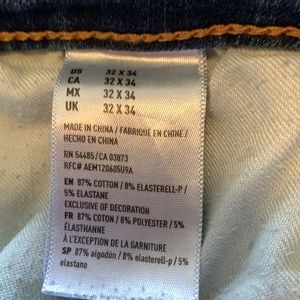 US 32 X 34
CA 32 X 34
MX 32 X 34
UK 32 X 34
MADE IN CHINA / FABRIQUÉ EN CHINE /
HECHO EN CHINA
RN 54485/CA 03873
RFC# AEM120605U9A
EN 87% COTTON / 8% ELASTERELL-P /
5% ELASTANE
EXCLUSIVE OF DECORATION
FR 87% COTON / 8% POLYESTER / 5%
ÉLASTHANNE
À L'EXCEPTION DE LA GARNITURE
SP 87% algodón / 8% elasterell-p / 5%
elastano